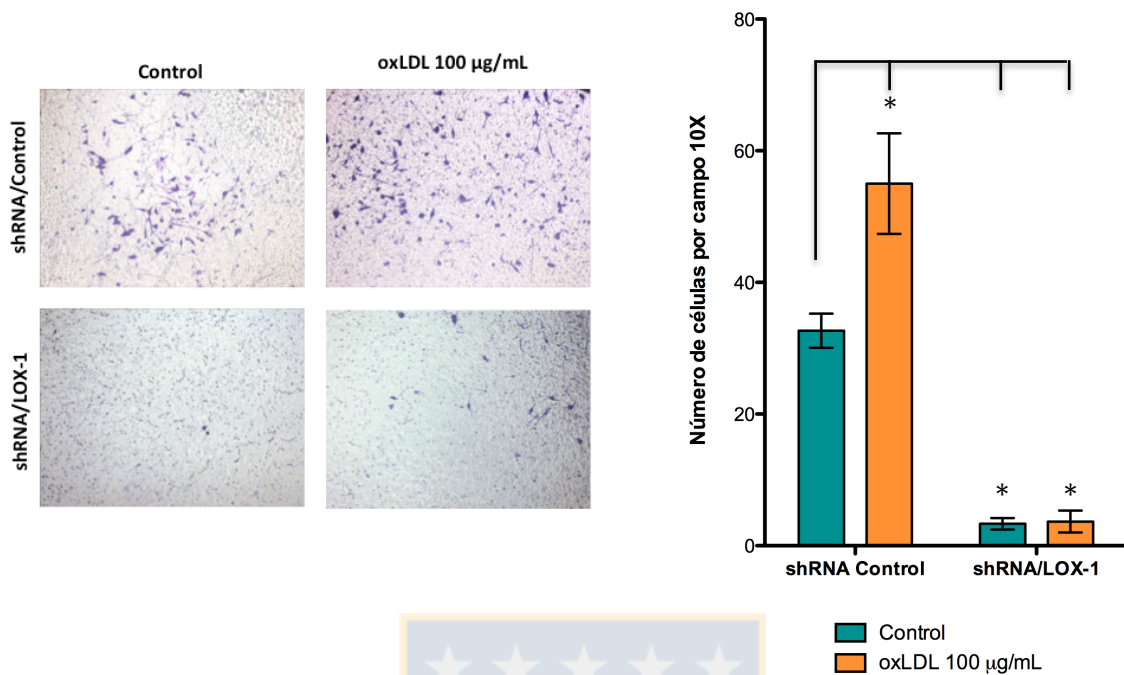 Control
oxLDL 100 µg/mL
shRNA/Control
shRNA/LOX-1
Número de células por campo 10X
80
60
40
20
0
*
*
*
shRNA Control
shRNA/LOX-1
Control
oxLDL 100 µg/mL